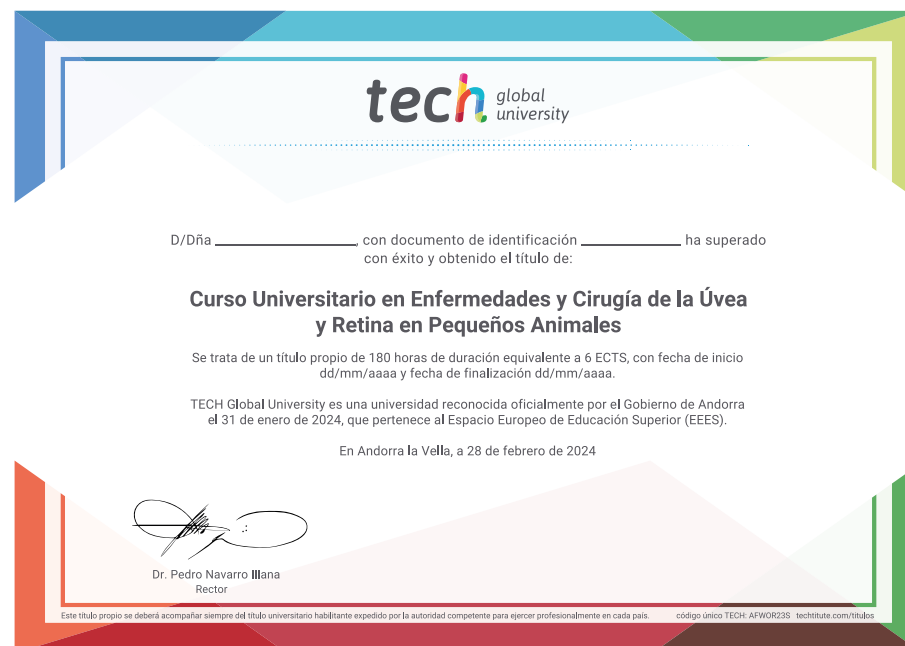 tech global
university
D/Dña ______________, con documento de identificación __________ ha superado
con éxito y obtenido el título de:
Curso Universitario en Enfermedades y Cirugía de la Úvea
y Retina en Pequeños Animales
Se trata de un título propio de 180 horas de duración equivalente a 6 ECTS, con fecha de inicio
dd/mm/aaaa y fecha de finalización dd/mm/aaaa.
TECH Global University es una universidad reconocida oficialmente por el Gobierno de Andorra
el 31 de enero de 2024, que pertenece al Espacio Europeo de Educación Superior (EEES).
En Andorra la Vella, a 28 de febrero de 2024
Dr. Pedro Navarro Illana
Rector
Este título propio se deberá acompañar siempre del título universitario habilitante expedido por la autoridad competente para ejercer profesionalmente en cada país. código único TECH: AFWOR23S techtitute.com/titulos